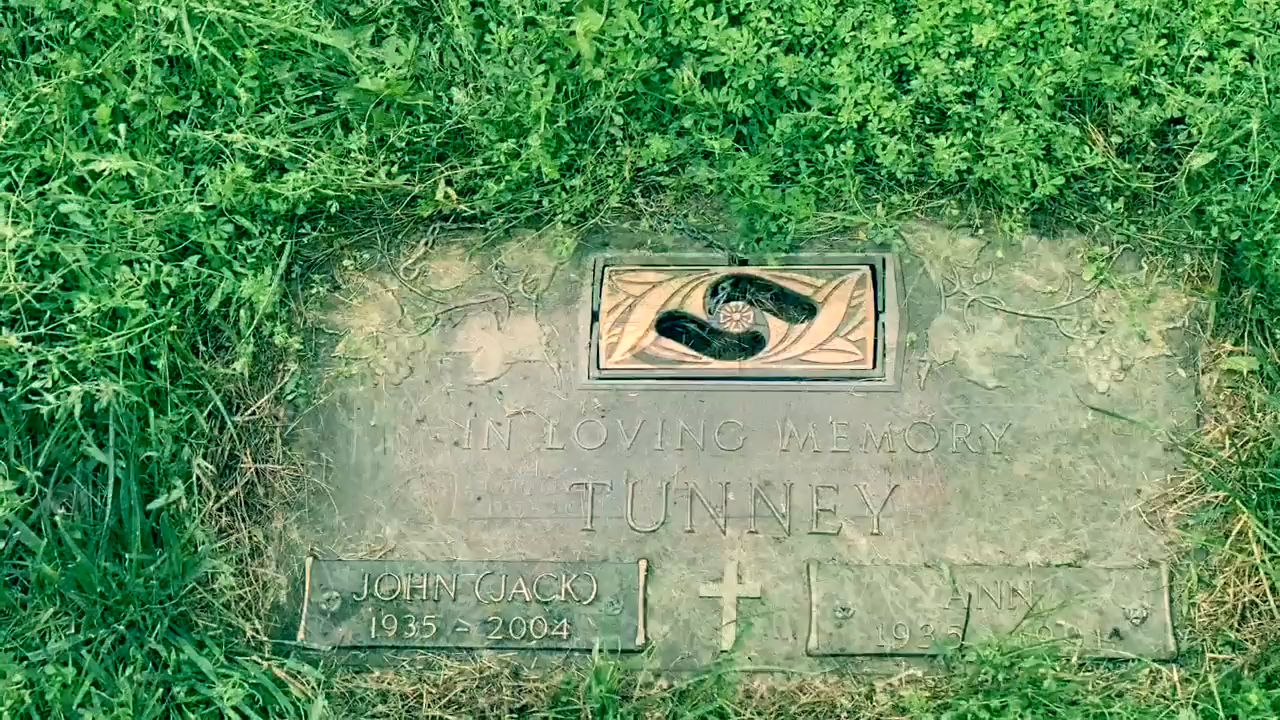 IN LOVING MEMORY
TUNNEY
JOHN (JACK)
1935 - 2004
ANN